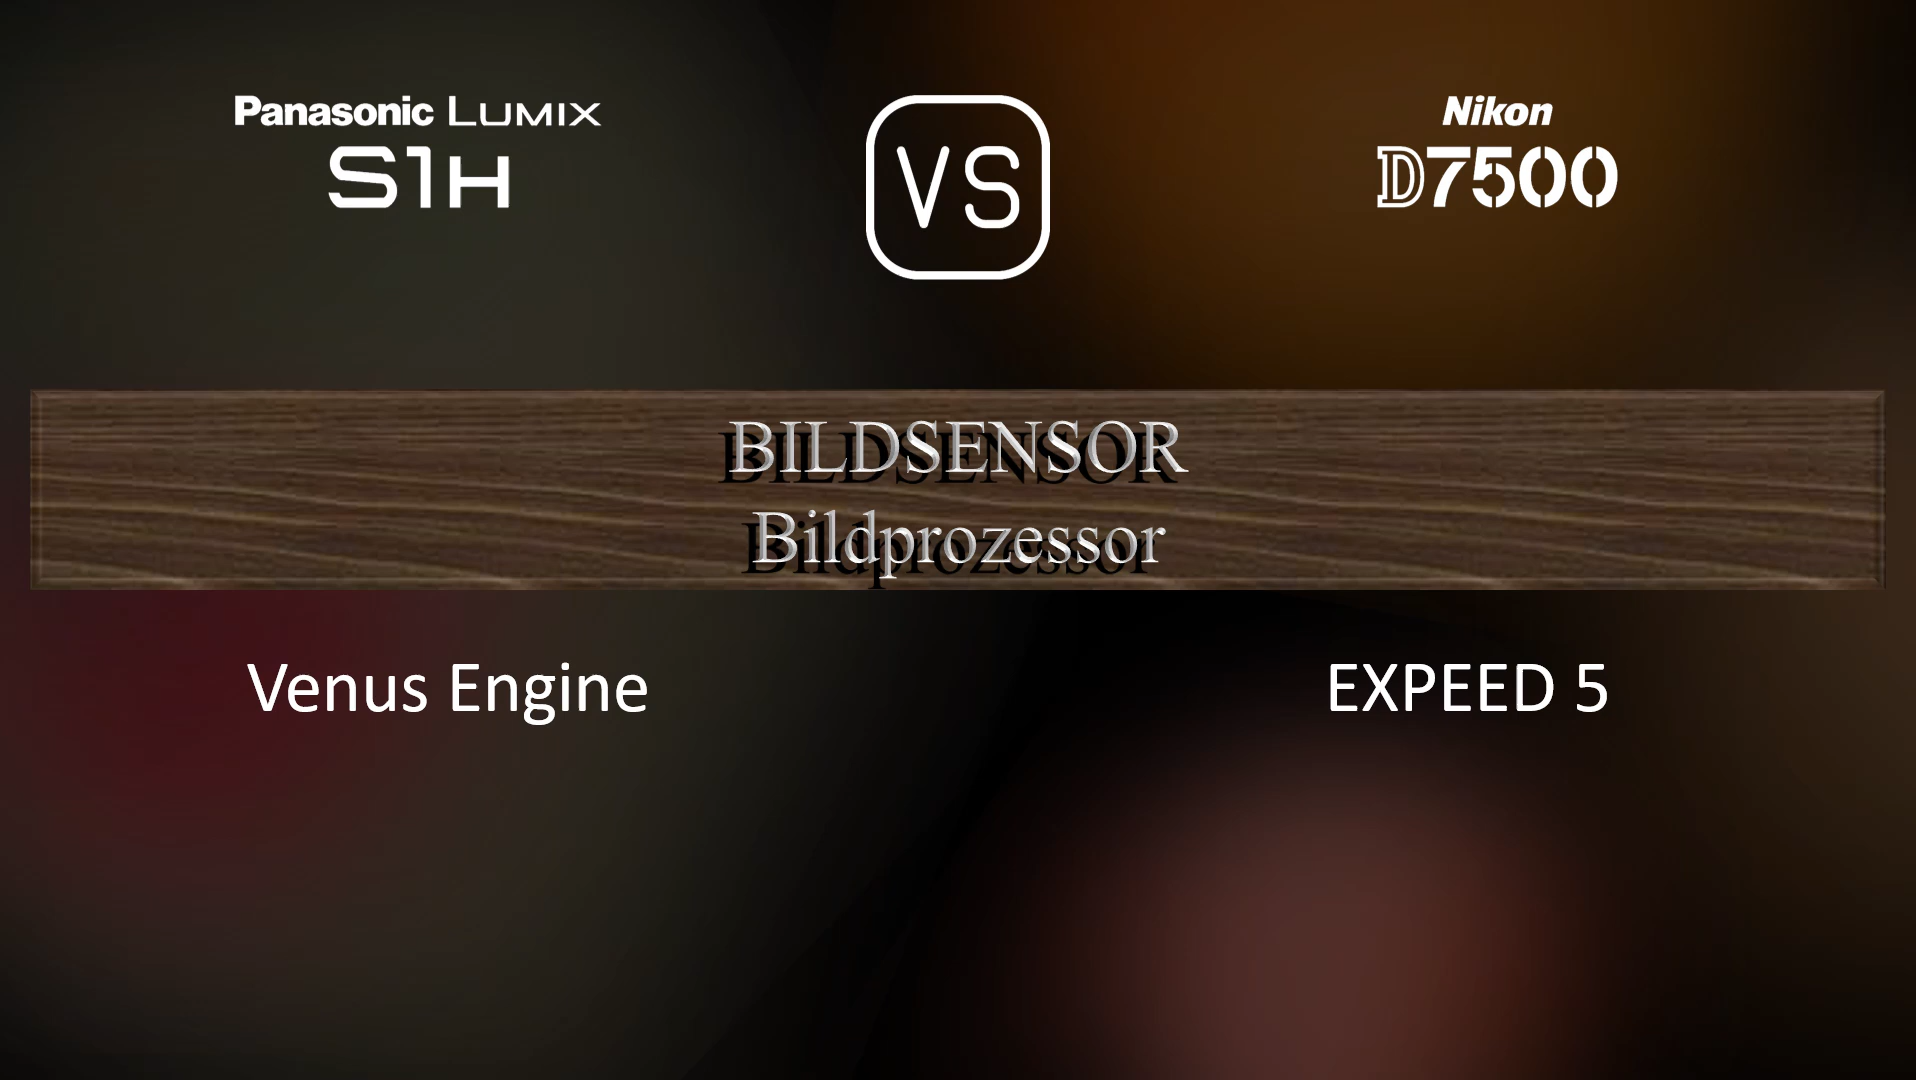 Panasonic LUMIX
S1H
VS
Nikon
D7500
BILDSENSOR
Bildprozessor
Venus Engine
EXPEED 5